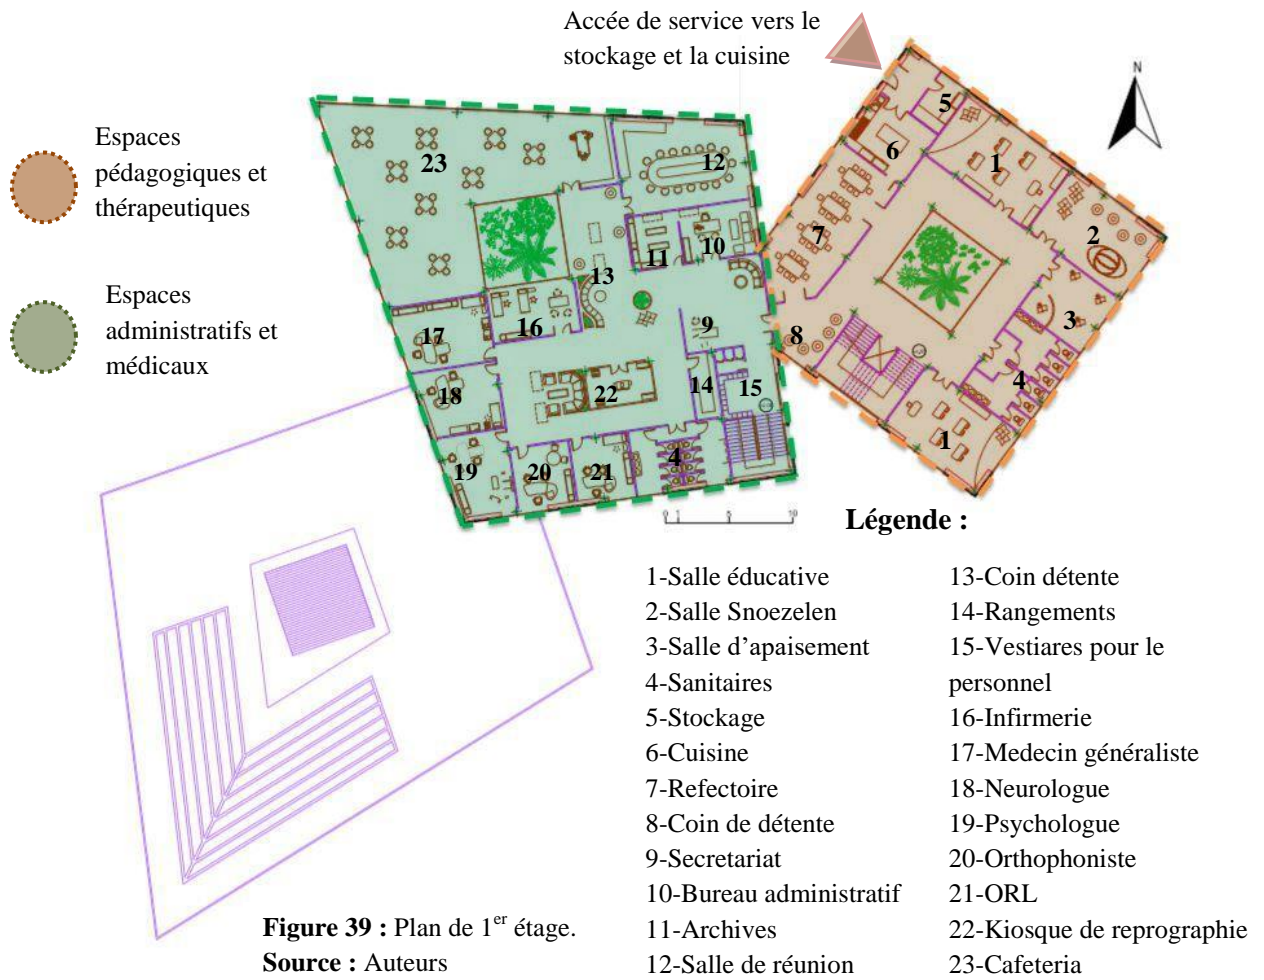 Accée de service vers le
stockage et la cuisine
N
Espaces
pédagogiques et
thérapeutiques
Espaces
administratifs et
médicaux
5
6
1
2
3
4
1
7
8
23
12
11
10
13
16
17
9
18
22
14
15
19
20
21
4
0 1 5 10
Légende :
1-Salle éducative
2-Salle Snoezelen
3-Salle d’apaisement
4-Sanitaires
5-Stockage
6-Cuisine
7-Refectoire
8-Coin de détente
9-Secretariat
10-Bureau administratif
11-Archives
12-Salle de réunion
13-Coin détente
14-Rangements
15-Vestiares pour le
personnel
16-Infirmerie
17-Medecin généraliste
18-Neurologue
19-Psychologue
20-Orthophoniste
21-ORL
22-Kiosque de reprographie
23-Cafeteria
Figure 39 : Plan de 1er étage.
Source : Auteurs